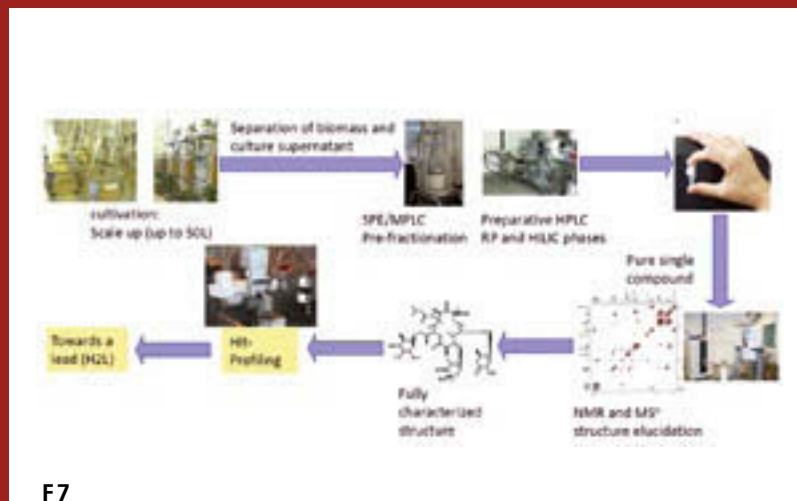 Separation of biomass and
culture supernatant
cultivation:
Scale up (up to 50L)
SPE/MPLC
Pre-fractionation
Preparative HPLC
RP and HILIC phases
Pure single
compound
Towards a
lead (H2L)
Hit-
Profiling
Fully
characterized
structure
NMR and MSⁿ
structure elucidation
F7